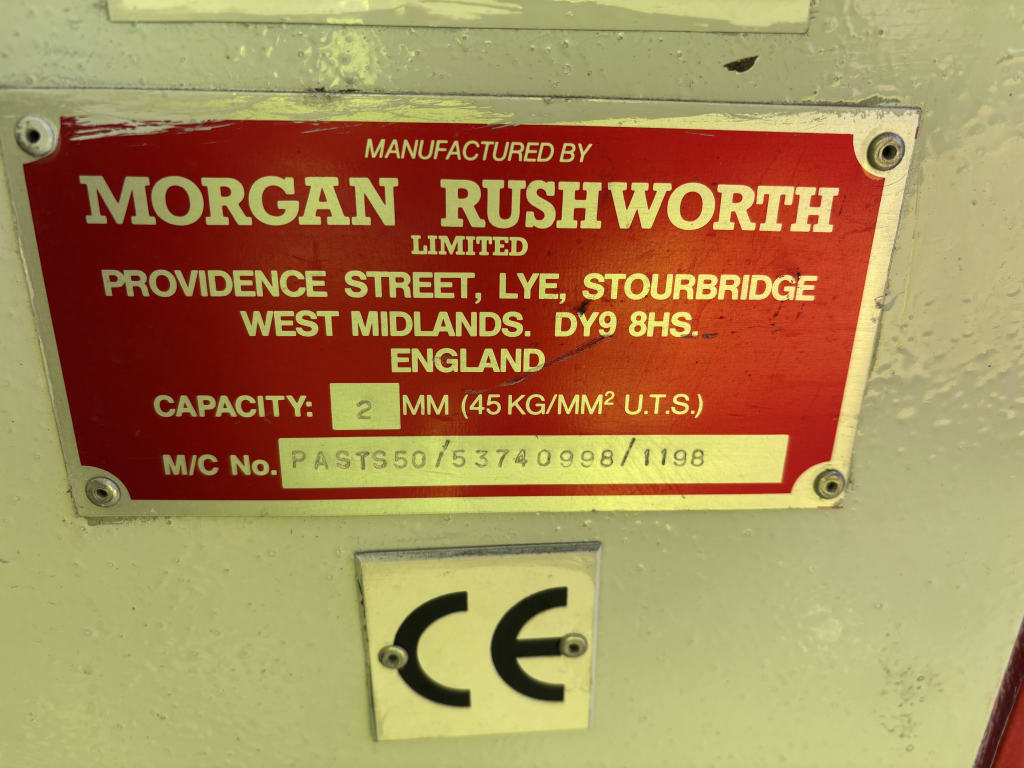 MANUFACTURED BY
MORGAN RUSHWORTH
LIMITED
PROVIDENCE STREET, LYE, STOURBRIDGE
WEST MIDLANDS. DY9 8HS.
ENGLAND
CAPACITY: 2 MM (45 KG/MM² U.T.S.)
M/C No. PASTS50/53740998/1198
CE